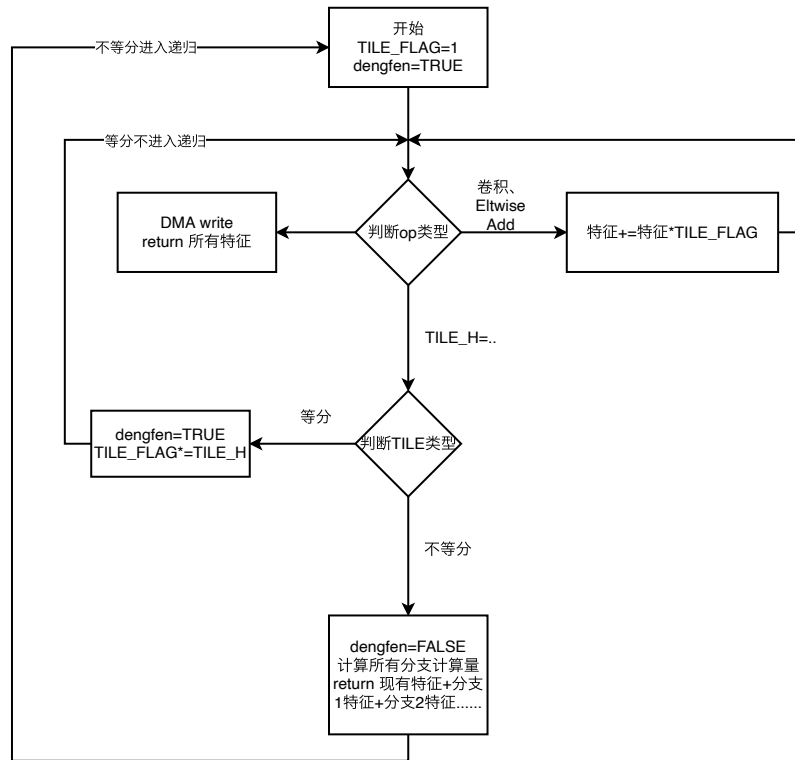 开始
TILE_FLAG=1
dengfen=TRUE
不等分进入递归
等分不进入递归
DMA write
return 所有特征
判断op类型
卷积、
Eltwise
Add
特征+=特征*TILE_FLAG
TILE_H=..
等分
dengfen=TRUE
TILE_FLAG*=TILE_H
判断TILE类型
不等分
dengfen=FALSE
计算所有分支计算量
return 现有特征+分支
1特征+分支2特征......